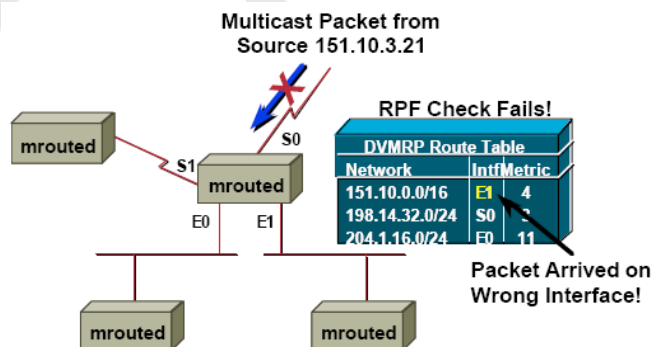 Multicast Packet from
Source 151.10.3.21
RPF Check Fails!
mrouted
S1
S0
mrouted
E0
E1
DVMRP Route Table
Network Intf Metric
151.10.0.0/16 E1 4
198.14.32.0/24 S0
204.1.16.0/24 E0 11
Packet Arrived on
Wrong Interface!
mrouted
mrouted